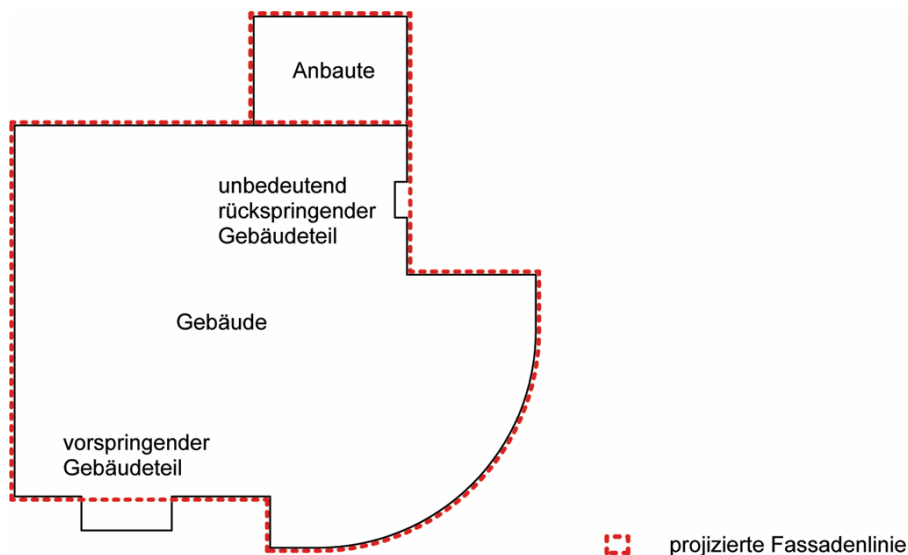 Anbaute
unbedeutend
rückspringender
Gebäudeteil
Gebäude
vorspringender
Gebäudeteil
projizierte Fassadenlinie